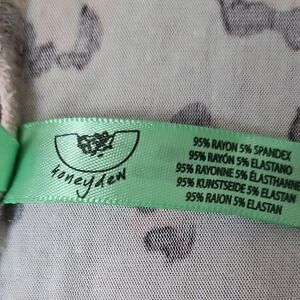 Honeydew
95% RAYON 5% SPANDEX
95% RAYÓN 5% ELASTANO
95% RAYONNE 5% ÉLASTHANNE
95% KUNSTSEIDE 5% ELASTAN
95% RAION 5% ELASTAN